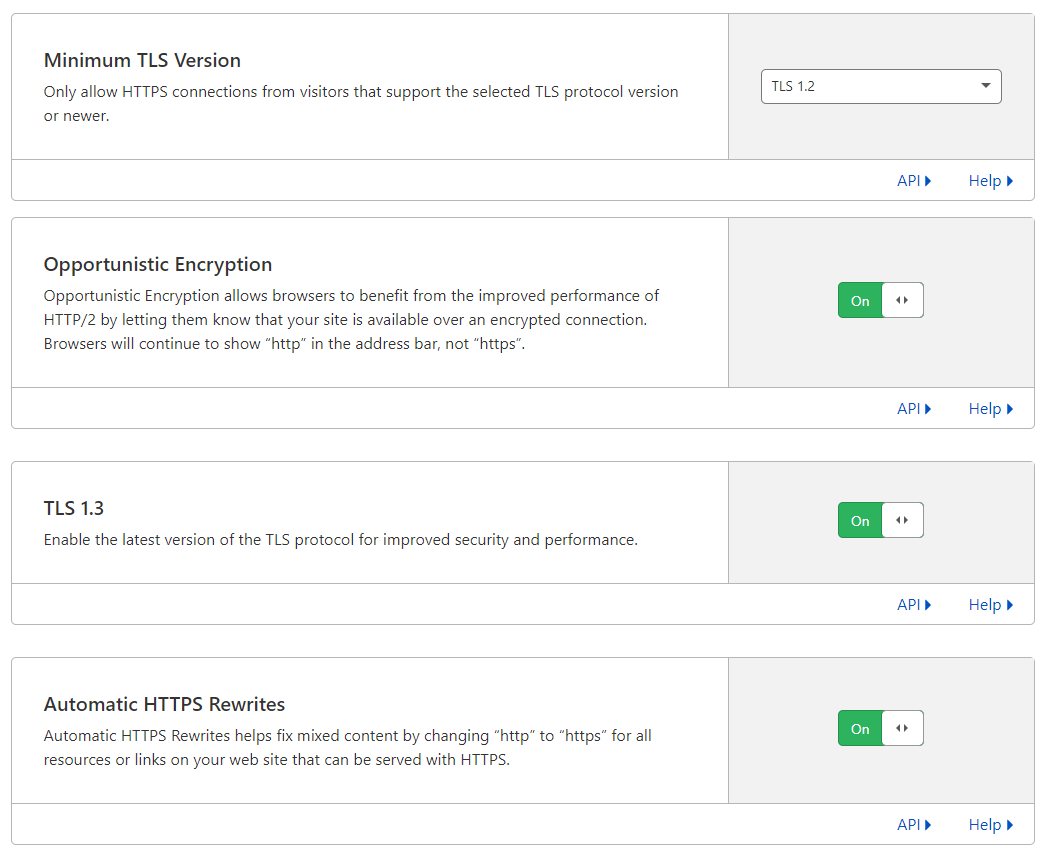 Minimum TLS Version
Only allow HTTPS connections from visitors that support the selected TLS protocol version
or newer.
TLS 1.2
API
Help
Opportunistic Encryption
Opportunistic Encryption allows browsers to benefit from the improved performance of
HTTP/2 by letting them know that your site is available over an encrypted connection.
Browsers will continue to show “http” in the address bar, not “https”.
On
API
Help
TLS 1.3
Enable the latest version of the TLS protocol for improved security and performance.
On
API
Help
Automatic HTTPS Rewrites
Automatic HTTPS Rewrites helps fix mixed content by changing “http” to “https” for all
resources or links on your web site that can be served with HTTPS.
On
API
Help